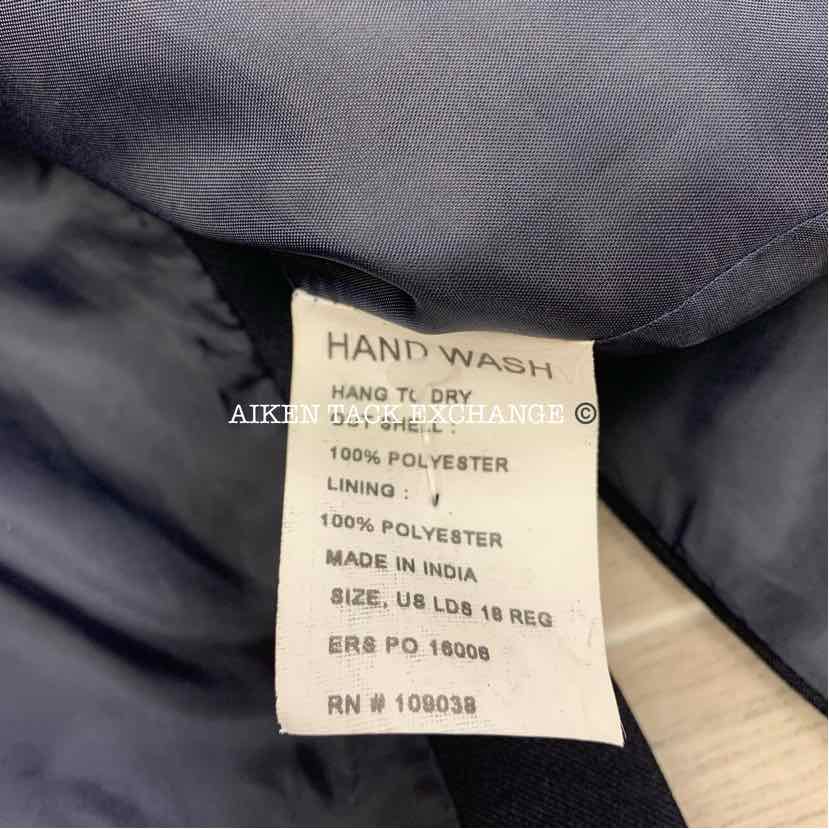 HAND WASH
HANG TO DRY
AIKEN TACK EXCHANGE ©
OUT SHELL :
100% POLYESTER
LINING :
100% POLYESTER
MADE IN INDIA
SIZE, US LDS 16 REG
ERS PO 16006
RN # 109038